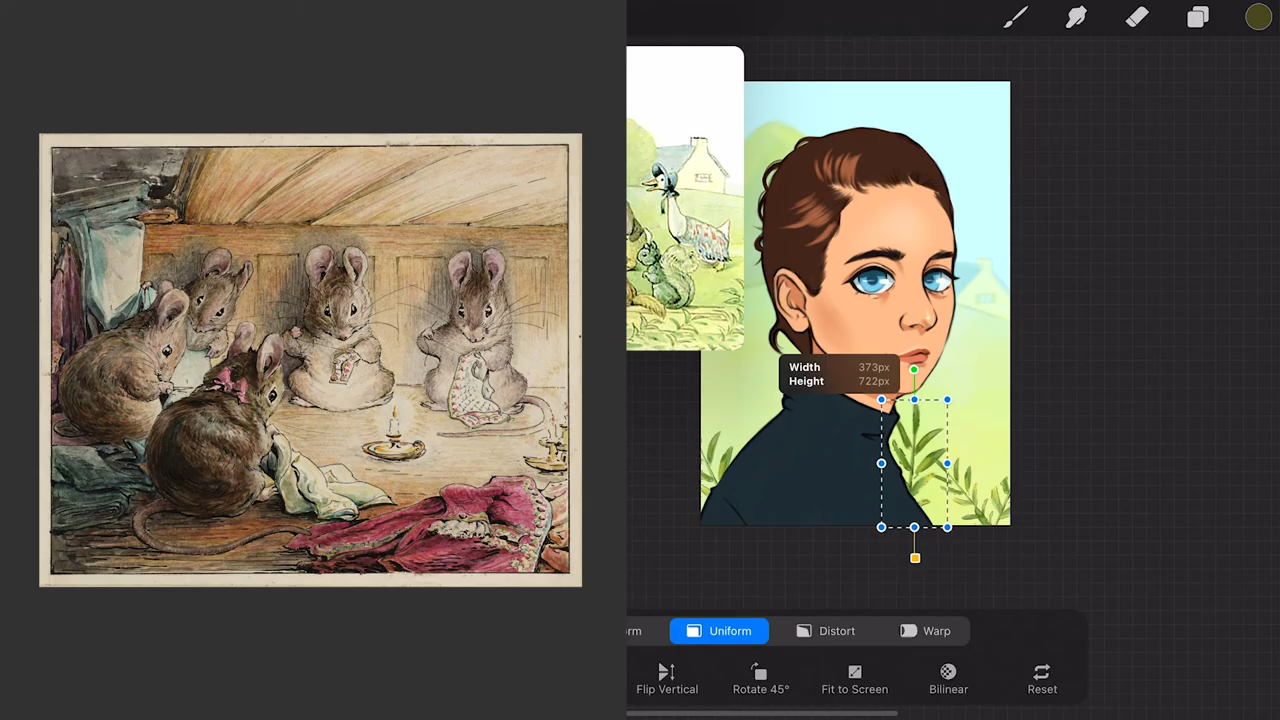 Width 373px
Height 722px
rm
Uniform
Distort
Warp
Flip Vertical
Rotate 45°
Fit to Screen
Bilinear
Reset